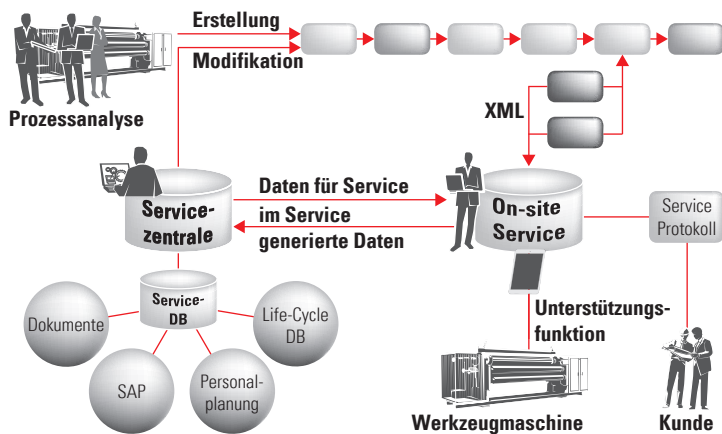 Erstellung
Modifikation
Prozessanalyse
XML
Service-
zentrale
Daten für Service
im Service
generierte Daten
On-site
Service
Service
Protokoll
Service-
DB
Dokumente
Life-Cycle
DB
SAP
Personal-
planung
Unterstützungs-
funktion
Werkzeugmaschine
Kunde